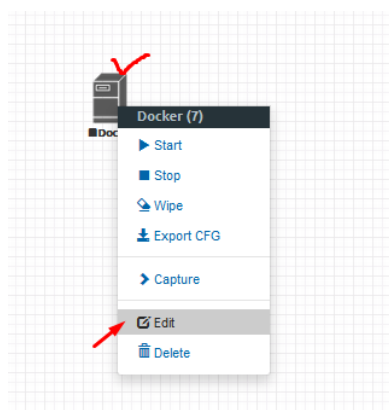 Doc
Docker (7)
Start
Stop
Wipe
Export CFG
Capture
Edit
Delete